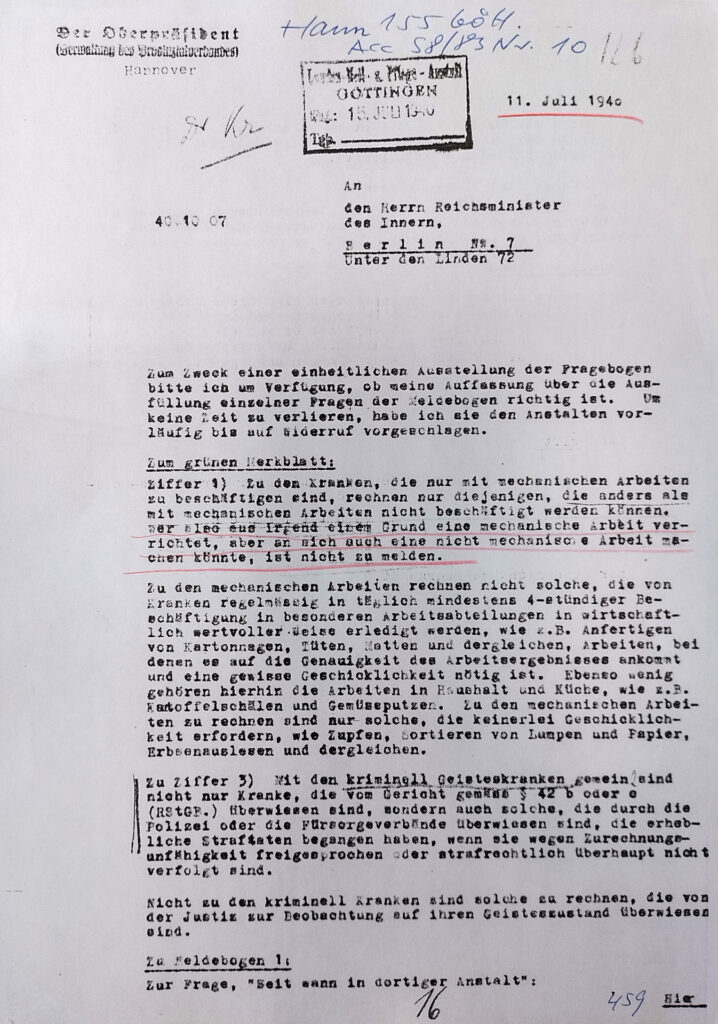 Der Oberpräsident
(Verwaltung des Provinzialverbandes)
Hannover
Hann 155 GöH.
Acc 58/83 Nr. 10
Landes-Heil- u. Pflege-Anstalt
GÖTTINGEN
Eing.: 15. JULI 1940
Tgb.
11. Juli 1940
An
den Herrn Reichsminister
des Innern,
40.10 07
B e r l i n  NW. 7
Unter den Linden 72
Zum Zweck einer einheitlichen Ausstellung der Fragebogen
bitte ich um Verfügung, ob meine Auffassung über die Aus-
füllung einzelner Fragen der Meldebogen richtig ist. Um
keine Zeit zu verlieren, habe ich sie den Anstalten vor-
läufig bis auf Widerruf vorgeschlagen.
Zum grünen Merkblatt:
Ziffer 1) Zu den Kranken, die nur mit mechanischen Arbeiten
zu beschäftigen sind, rechnen nur diejenigen, die anders als
mit mechanischen Arbeiten nicht beschäftigt werden können.
Wer also aus irgend einem Grund eine mechanische Arbeit ver-
richtet, aber an sich auch eine nicht mechanische Arbeit ma-
chen könnte, ist nicht zu melden.
Zu den mechanischen Arbeiten rechnen nicht solche, die von
Kranken regelmässig in täglich mindestens 4-stündiger Be-
schäftigung in besonderen Arbeitsabteilungen in wirtschaft-
lich wertvoller Weise erledigt werden, wie z.B. Anfertigen
von Kartonnagen, Tüten, Matten und dergleichen, Arbeiten, bei
denen es auf die Genauigkeit des Arbeitsergebnisses ankommt
und eine gewisse Geschicklichkeit nötig ist. Ebenso wenig
gehören hierhin die Arbeiten in Haushalt und Küche, wie z.B.
Kartoffelschälen und Gemüseputzen. Zu den mechanischen Arbei-
ten zu rechnen sind nur solche, die keinerlei Geschicklich-
keit erfordern, wie Zupfen, Sortieren von Lumpen und Papier,
Erbsenauslesen und dergleichen.
Zu Ziffer 3) Mit den kriminell Geisteskranken gemein sind
nicht nur Kranke, die vom Gericht gemäss § 42 b oder c
(RStGB.) überwiesen sind, sondern auch solche, die durch die
Polizei oder die Fürsorgeverbände überwiesen sind, die erheb-
liche Straftaten begangen haben, wenn sie wegen Zurechnungs-
unfähigkeit freigesprochen oder strafrechtlich überhaupt nicht
verfolgt sind.
Nicht zu den kriminell Kranken sind solche zu rechnen, die von
der Justiz zur Beobachtung auf ihren Geisteszustand überwiesen
sind.
Zu Meldebogen 1:
Zur Frage, "Seit wann in dortiger Anstalt":
16
459
Hier